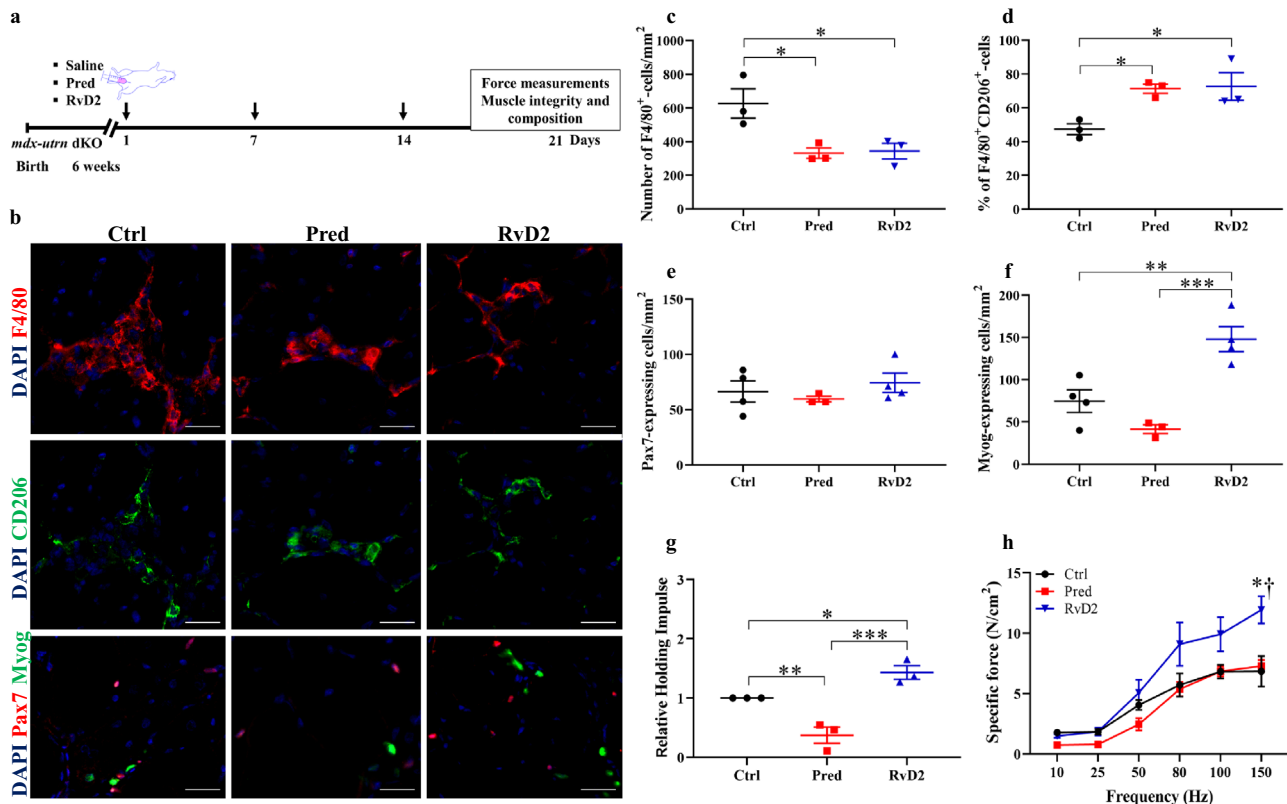 a
▪ Saline
▪ Pred
▪ RvD2
Force measurements
Muscle integrity and
composition
mdx-utrn dKO
1
7
14
21 Days
Birth 6 weeks
b
Ctrl
Pred
RvD2
DAPI F4/80
DAPI CD206
DAPI Pax7 Myog
c
Number of F4/80+-cells/mm2
800
600
400
200
0
*
*
Ctrl
Pred
RvD2
d
% of F4/80+CD206+-cells
100
80
60
40
20
0
*
*
Ctrl
Pred
RvD2
e
Pax7-expressing cells/mm2
150
100
50
0
Ctrl
Pred
RvD2
f
Myog-expressing cells/mm2
200
150
100
50
0
**
***
Ctrl
Pred
RvD2
g
Relative Holding Impulse
3
2
1
0
*
***
**
Ctrl
Pred
RvD2
h
Specific force (N/cm2)
15
10
5
0
Ctrl
Pred
RvD2
*†
10
25
50
80
100
150
Frequency (Hz)